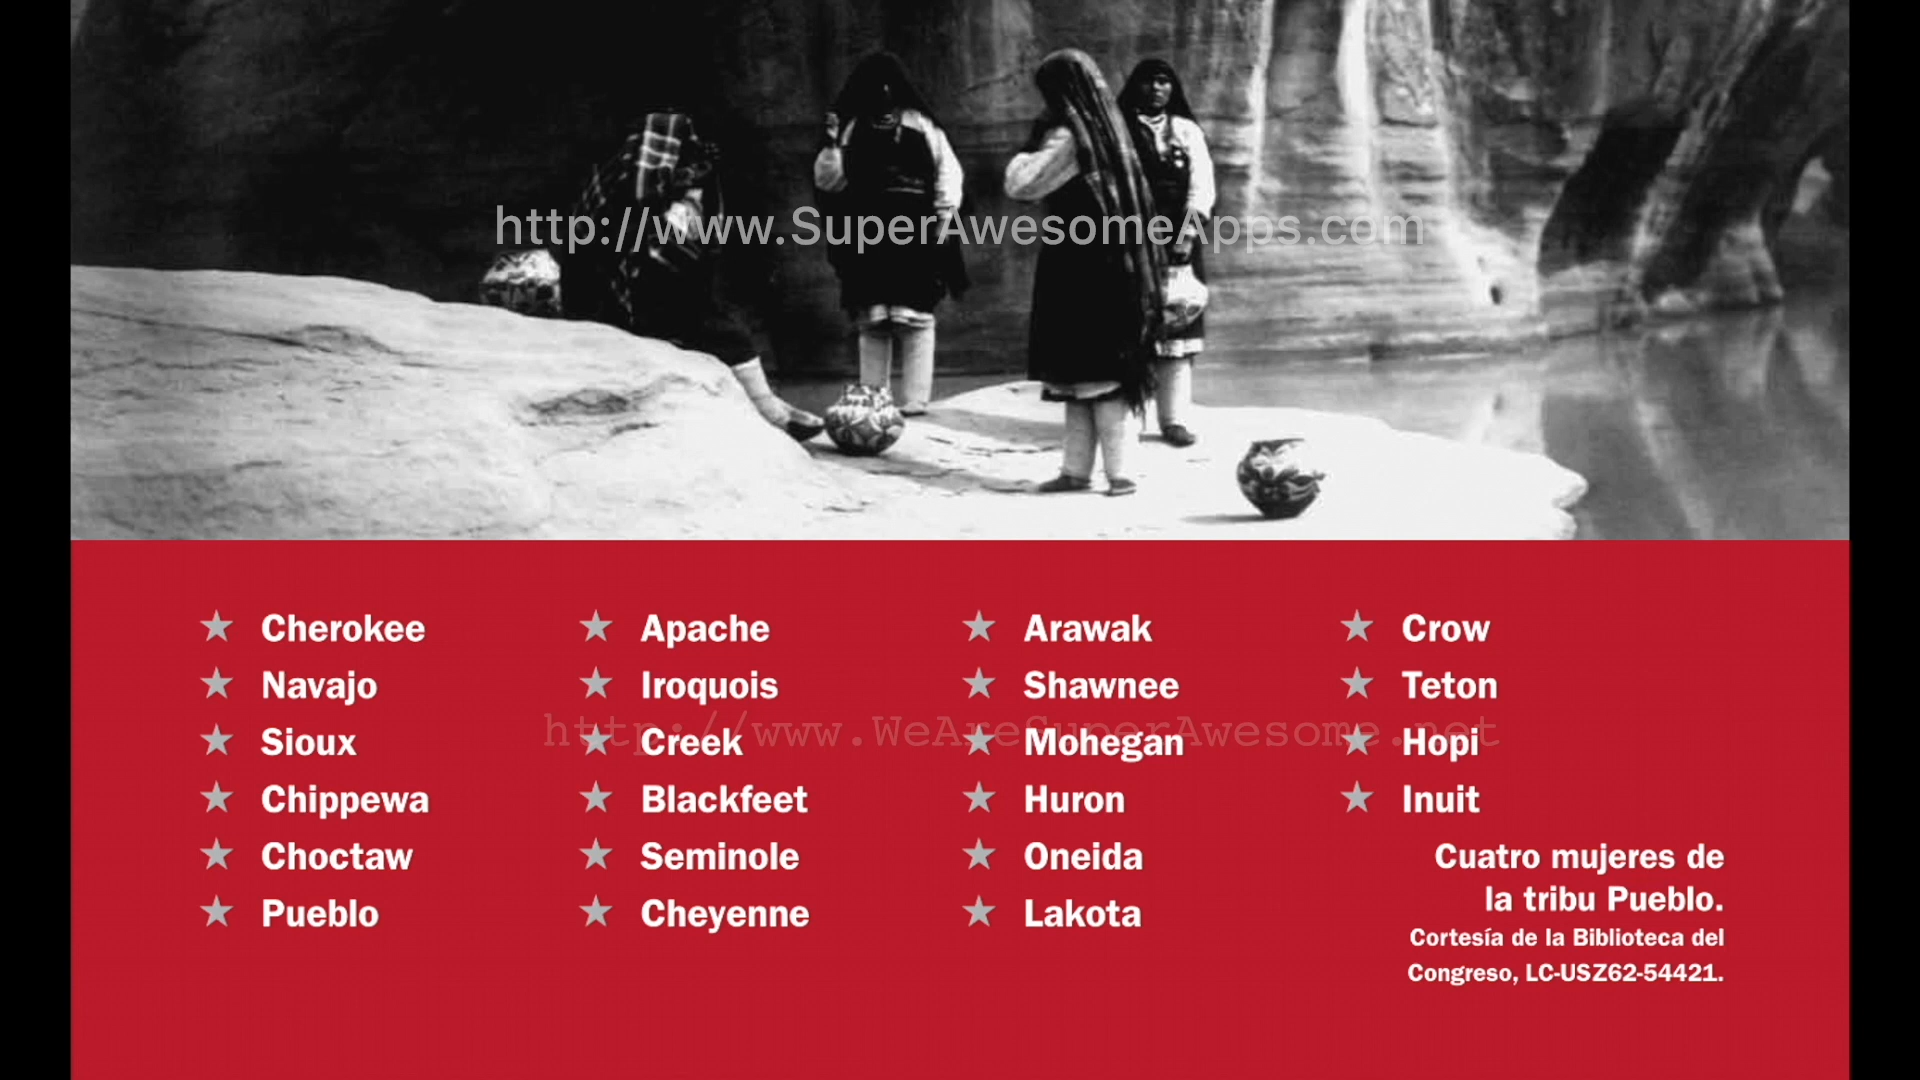 http://www.SuperAwesomeApps.com
★ Cherokee
★ Navajo
★ Sioux
★ Chippewa
★ Choctaw
★ Pueblo
★ Apache
★ Iroquois
★ Creek
★ Blackfeet
★ Seminole
★ Cheyenne
★ Arawak
★ Shawnee
★ Mohegan
★ Huron
★ Oneida
★ Lakota
★ Crow
★ Teton
★ Hopi
★ Inuit
http://www.WeAreSuperAwesome.net
Cuatro mujeres de
la tribu Pueblo.
Cortesía de la Biblioteca del
Congreso, LC-USZ62-54421.